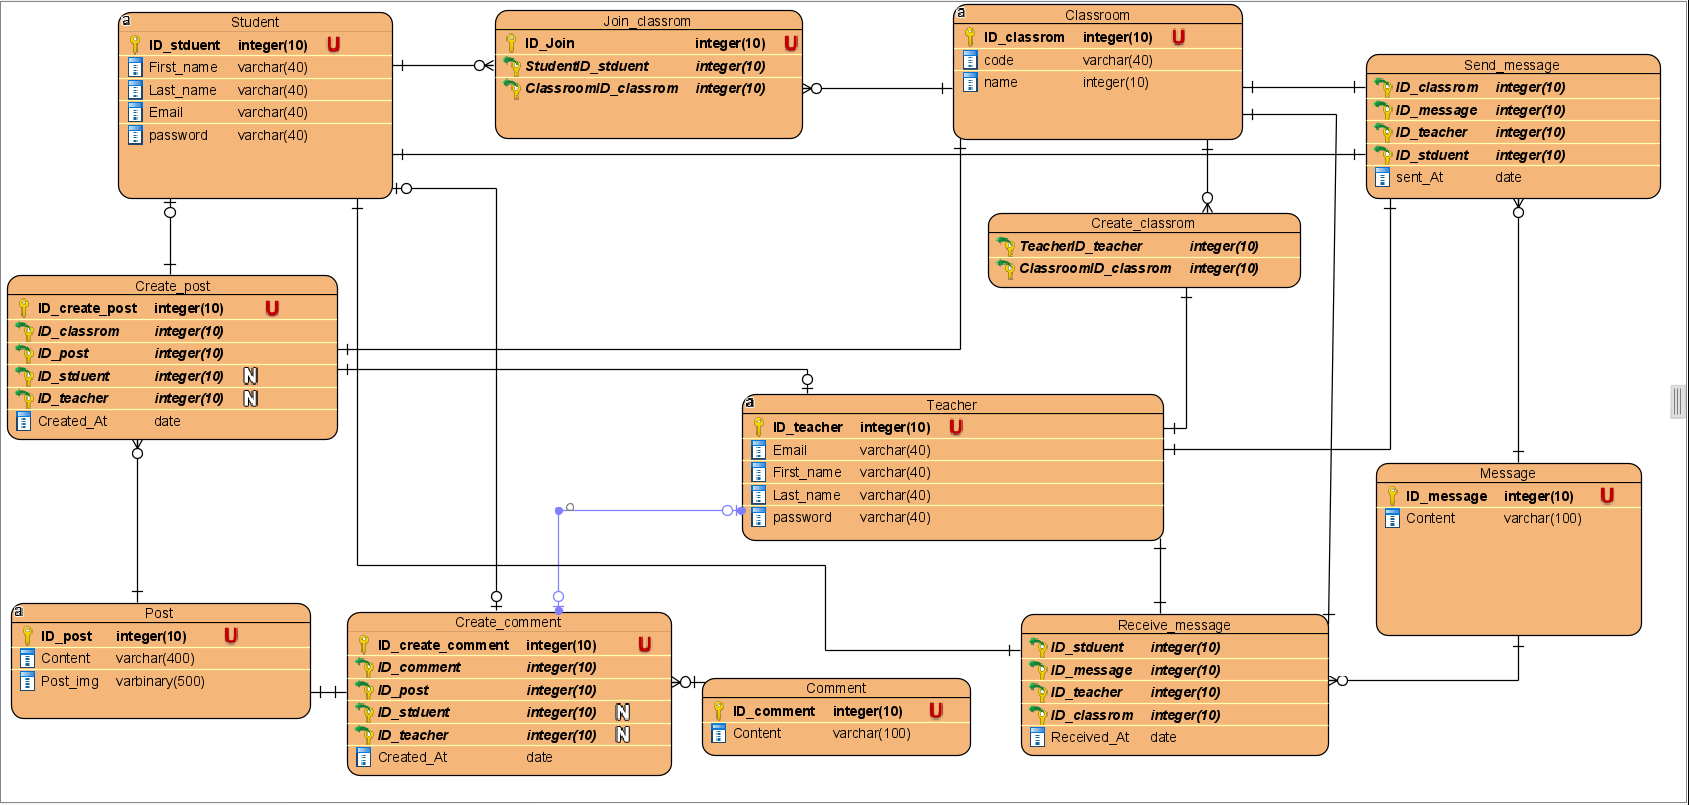 a Student
ID_stduent integer(10) U
First_name varchar(40)
Last_name varchar(40)
Email varchar(40)
password varchar(40)
Join_classrom
ID_Join integer(10) U
StudentID_stduent integer(10)
ClassroomID_classrom integer(10)
a Classroom
ID_classrom integer(10) U
code varchar(40)
name integer(10)
Send_message
ID_classrom integer(10)
ID_message integer(10)
ID_teacher integer(10)
ID_stduent integer(10)
sent_At date
Create_classrom
TeacherID_teacher integer(10)
ClassroomID_classrom integer(10)
Create_post
ID_create_post integer(10) U
ID_classrom integer(10)
ID_post integer(10)
ID_stduent integer(10) N
ID_teacher integer(10) N
Created_At date
a Teacher
ID_teacher integer(10) U
Email varchar(40)
First_name varchar(40)
Last_name varchar(40)
password varchar(40)
Message
ID_message integer(10) U
Content varchar(100)
a Post
ID_post integer(10) U
Content varchar(400)
Post_img varbinary(500)
Create_comment
ID_create_comment integer(10) U
ID_comment integer(10)
ID_post integer(10)
ID_stduent integer(10) N
ID_teacher integer(10) N
Created_At date
Comment
ID_comment integer(10) U
Content varchar(100)
Receive_message
ID_stduent integer(10)
ID_message integer(10)
ID_teacher integer(10)
ID_classrom integer(10)
Received_At date